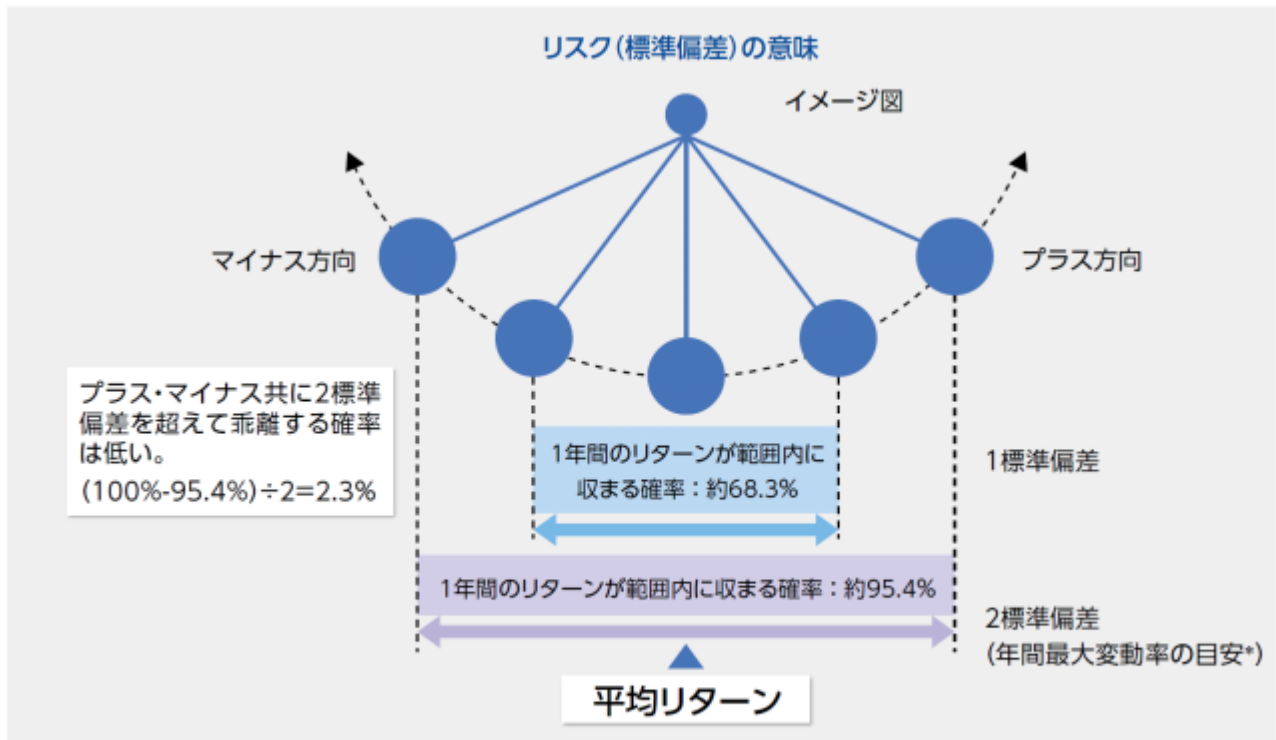 リスク(標準偏差)の意味
イメージ図
マイナス方向
プラス方向
プラス・マイナス共に2標準
偏差を超えて乖離する確率
は低い。
(100%-95.4%)÷2=2.3%
1年間のリターンが範囲内に
収まる確率：約68.3%
1標準偏差
1年間のリターンが範囲内に収まる確率：約95.4%
2標準偏差
(年間最大変動率の目安*)
平均リターン